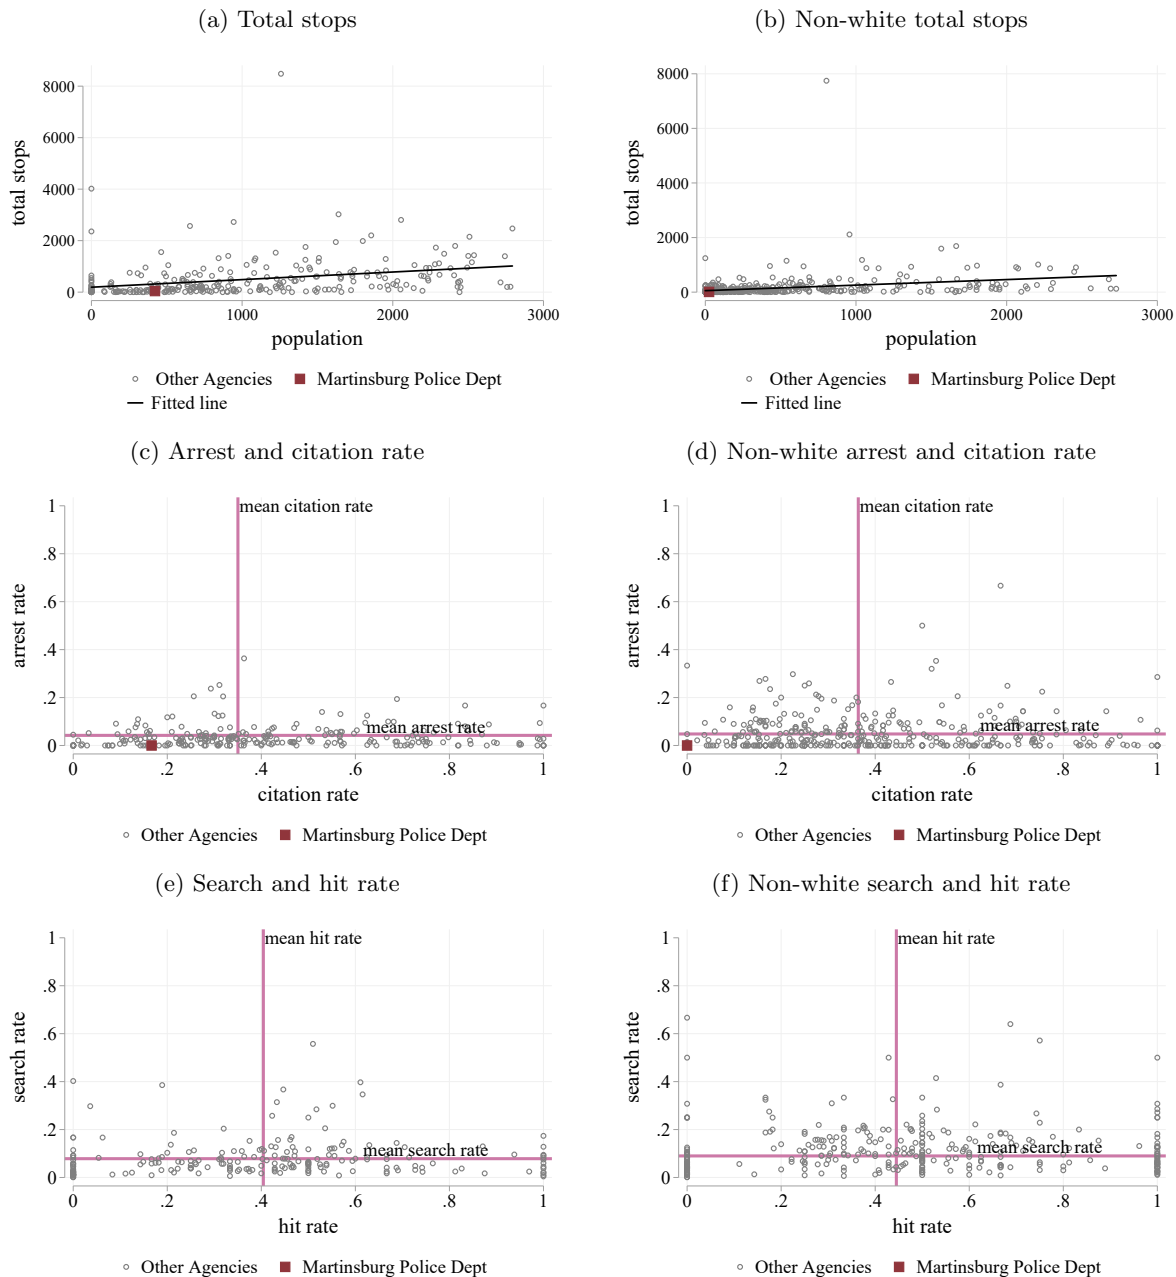 (a) Total stops
8000
6000
4000
2000
0
total stops
0
1000
2000
3000
population
Other Agencies
Martinsburg Police Dept
Fitted line
(b) Non-white total stops
8000
6000
4000
2000
0
total stops
0
1000
2000
3000
population
Other Agencies
Martinsburg Police Dept
Fitted line
(c) Arrest and citation rate
1
.8
.6
.4
.2
0
arrest rate
mean citation rate
mean arrest rate
0
.2
.4
.6
.8
1
citation rate
Other Agencies
Martinsburg Police Dept
(d) Non-white arrest and citation rate
1
.8
.6
.4
.2
0
arrest rate
mean citation rate
mean arrest rate
0
.2
.4
.6
.8
1
citation rate
Other Agencies
Martinsburg Police Dept
(e) Search and hit rate
1
.8
.6
.4
.2
0
search rate
mean hit rate
mean search rate
0
.2
.4
.6
.8
1
hit rate
Other Agencies
Martinsburg Police Dept
(f) Non-white search and hit rate
1
.8
.6
.4
.2
0
search rate
mean hit rate
mean search rate
0
.2
.4
.6
.8
1
hit rate
Other Agencies
Martinsburg Police Dept